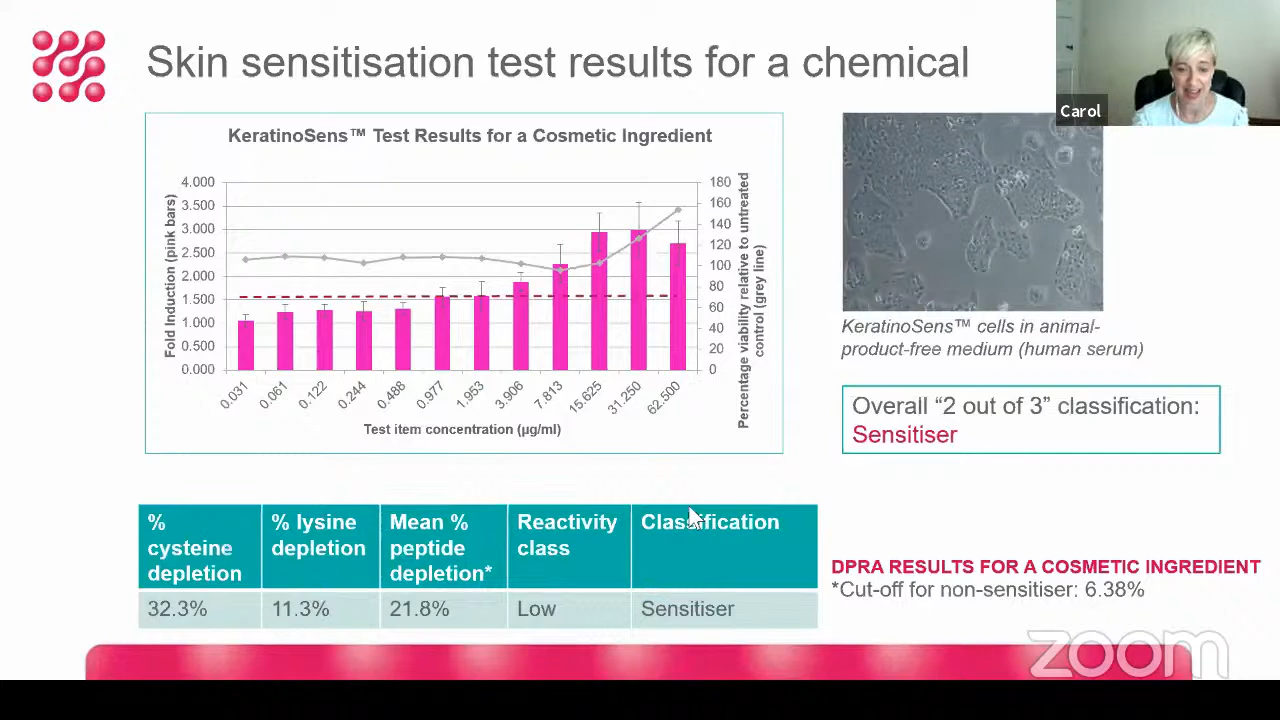 Skin sensitisation test results for a chemical
Carol
KeratinoSens™ Test Results for a Cosmetic Ingredient
Fold Induction (pink bars)
4.000
3.500
3.000
2.500
2.000
1.500
1.000
0.500
0.000
180
160
140
120
100
80
60
40
20
0
Percentage viability relative to untreated
control (grey line)
0.031
0.061
0.122
0.244
0.488
0.977
1.953
3.906
7.813
15.625
31.250
62.500
Test item concentration (µg/ml)
KeratinoSens™ cells in animal-
product-free medium (human serum)
Overall “2 out of 3” classification:
Sensitiser
%
cysteine
depletion
% lysine
depletion
Mean %
peptide
depletion*
Reactivity
class
Classification
32.3%
11.3%
21.8%
Low
Sensitiser
DPRA RESULTS FOR A COSMETIC INGREDIENT
*Cut-off for non-sensitiser: 6.38%
zoom